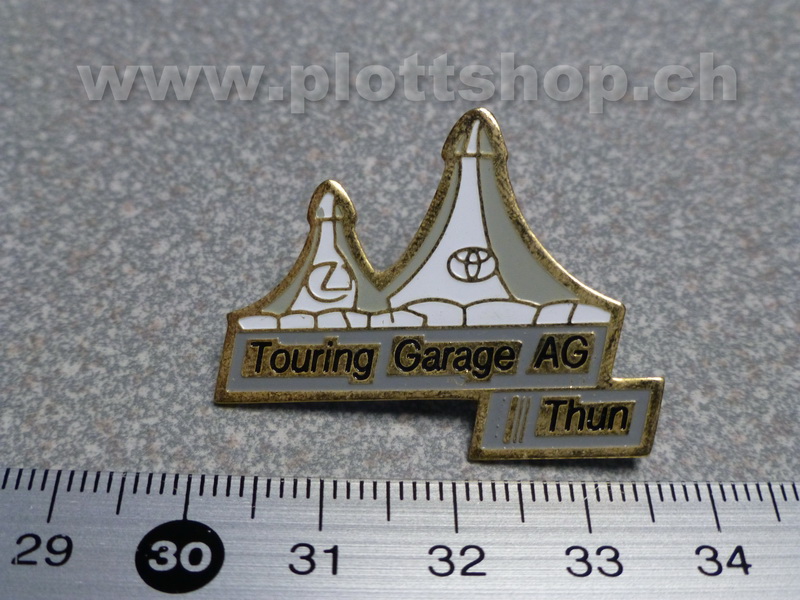 www.plottshop.ch
Touring Garage AG
Thun
29 30 31 32 33 34